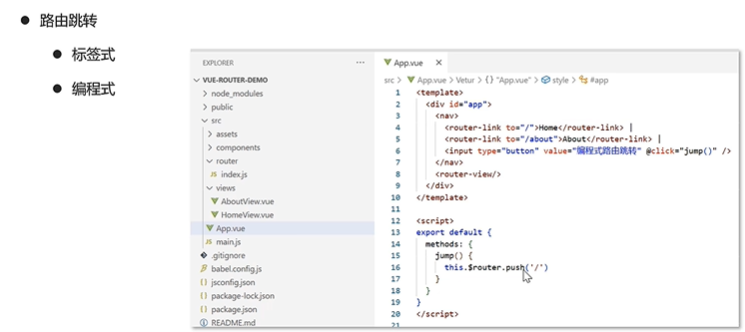 路由跳转
标签式
编程式
EXPLORER
VUE-ROUTER-DEMO
node_modules
public
src
assets
components
router
index.js
views
AboutView.vue
HomeView.vue
App.vue
main.js
.gitignore
babel.config.js
jsconfig.json
package-lock.json
package.json
README.md
App.vue
src > App.vue > Vetur > {} "App.vue" > style > #app
1 <template>
2 <div id="app">
3 <nav>
4 <router-link to="/">Home</router-link> |
5 <router-link to="/about">About</router-link> |
6 <input type="button" value="编程式路由跳转" @click="jump()" />
7 </nav>
8 <router-view/>
9 </div>
10 </template>
11
12 <script>
13 export default {
14 methods: {
15 jump() {
16 this.$router.push('/')
17 }
18 }
19 }
20 </script>
21